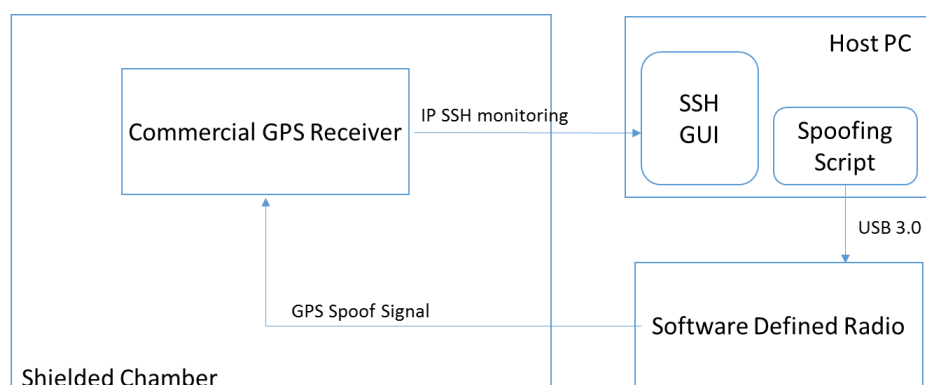 Host PC
SSH
GUI
IP SSH monitoring
Commercial GPS Receiver
Spoofing
Script
USB 3.0
GPS Spoof Signal
Software Defined Radio
Shielded Chamber